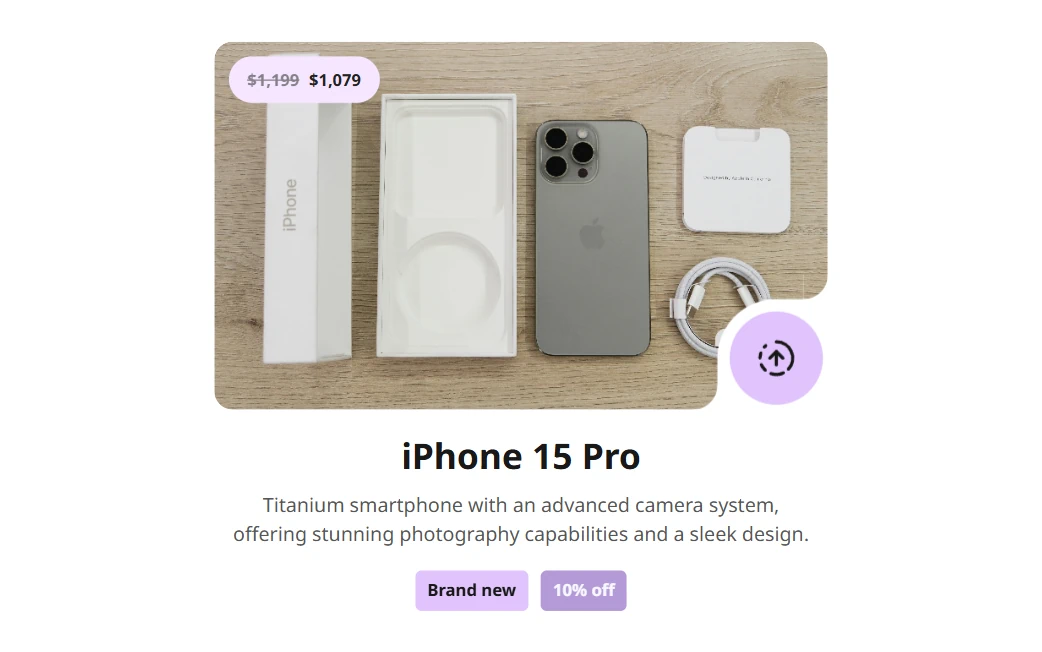 $1,199 $1,079
iPhone
iPhone 15 Pro
Titanium smartphone with an advanced camera system,
offering stunning photography capabilities and a sleek design.
Brand new 10% off